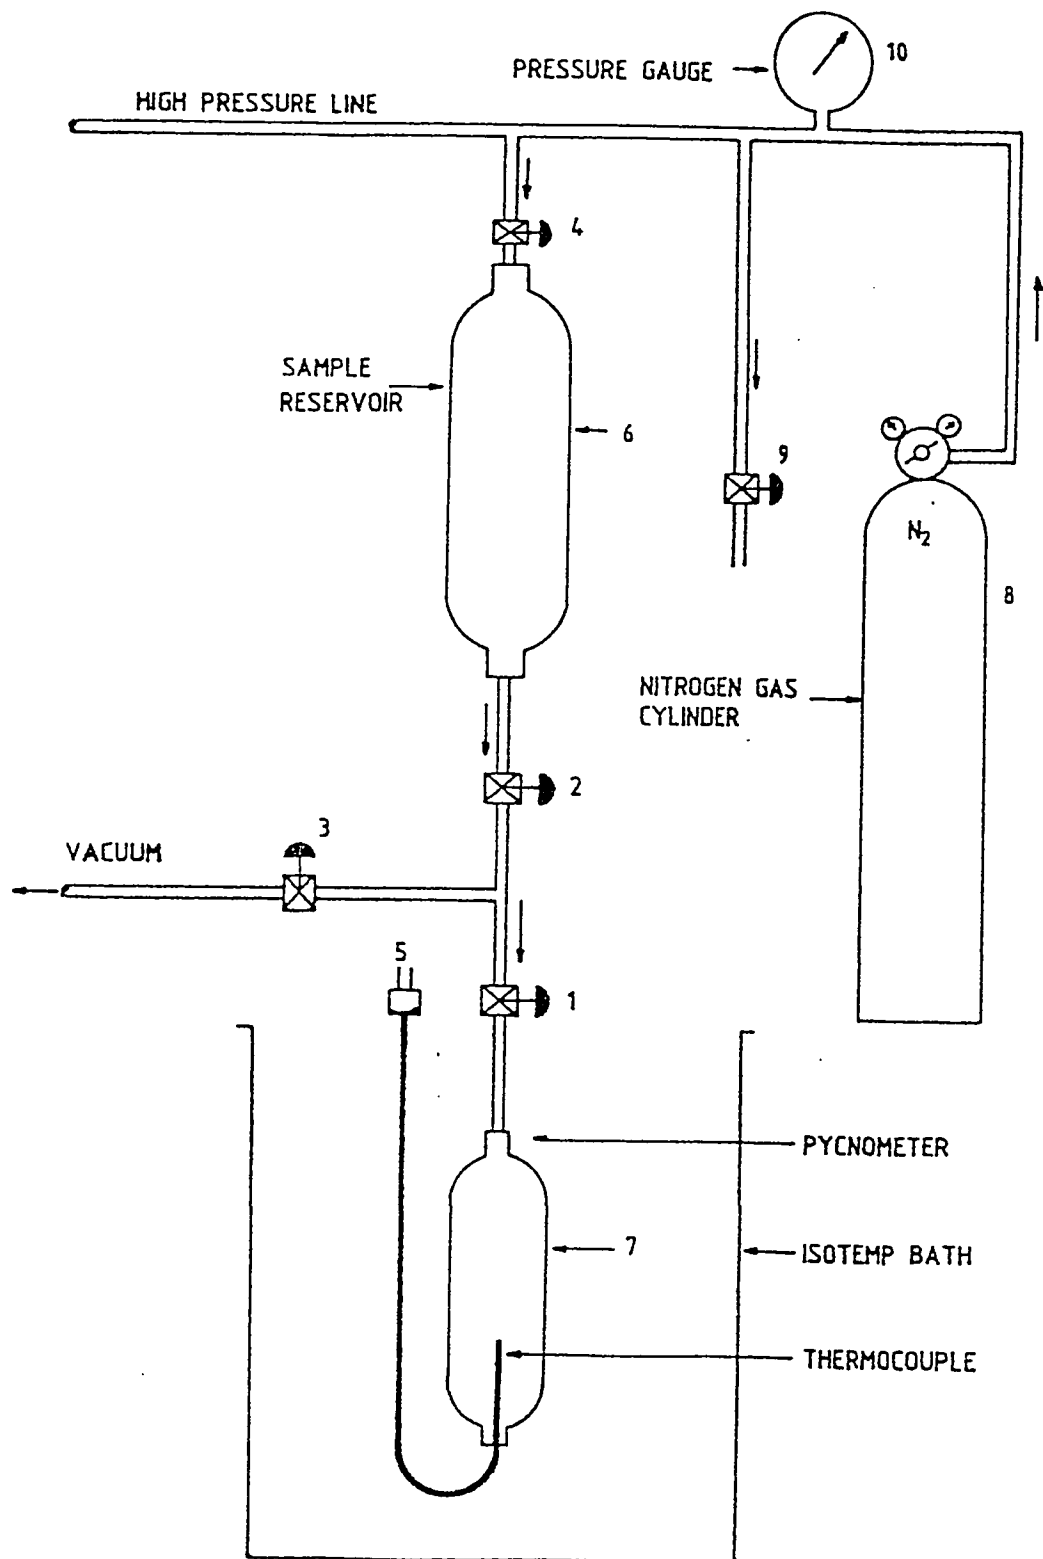 10
PRESSURE GAUGE
HIGH PRESSURE LINE
4
SAMPLE
RESERVOIR
6
9
N2
8
NITROGEN GAS
CYLINDER
2
3
VACUUM
5
1
PYCNOMETER
7
ISOTEMP BATH
THERMOCOUPLE